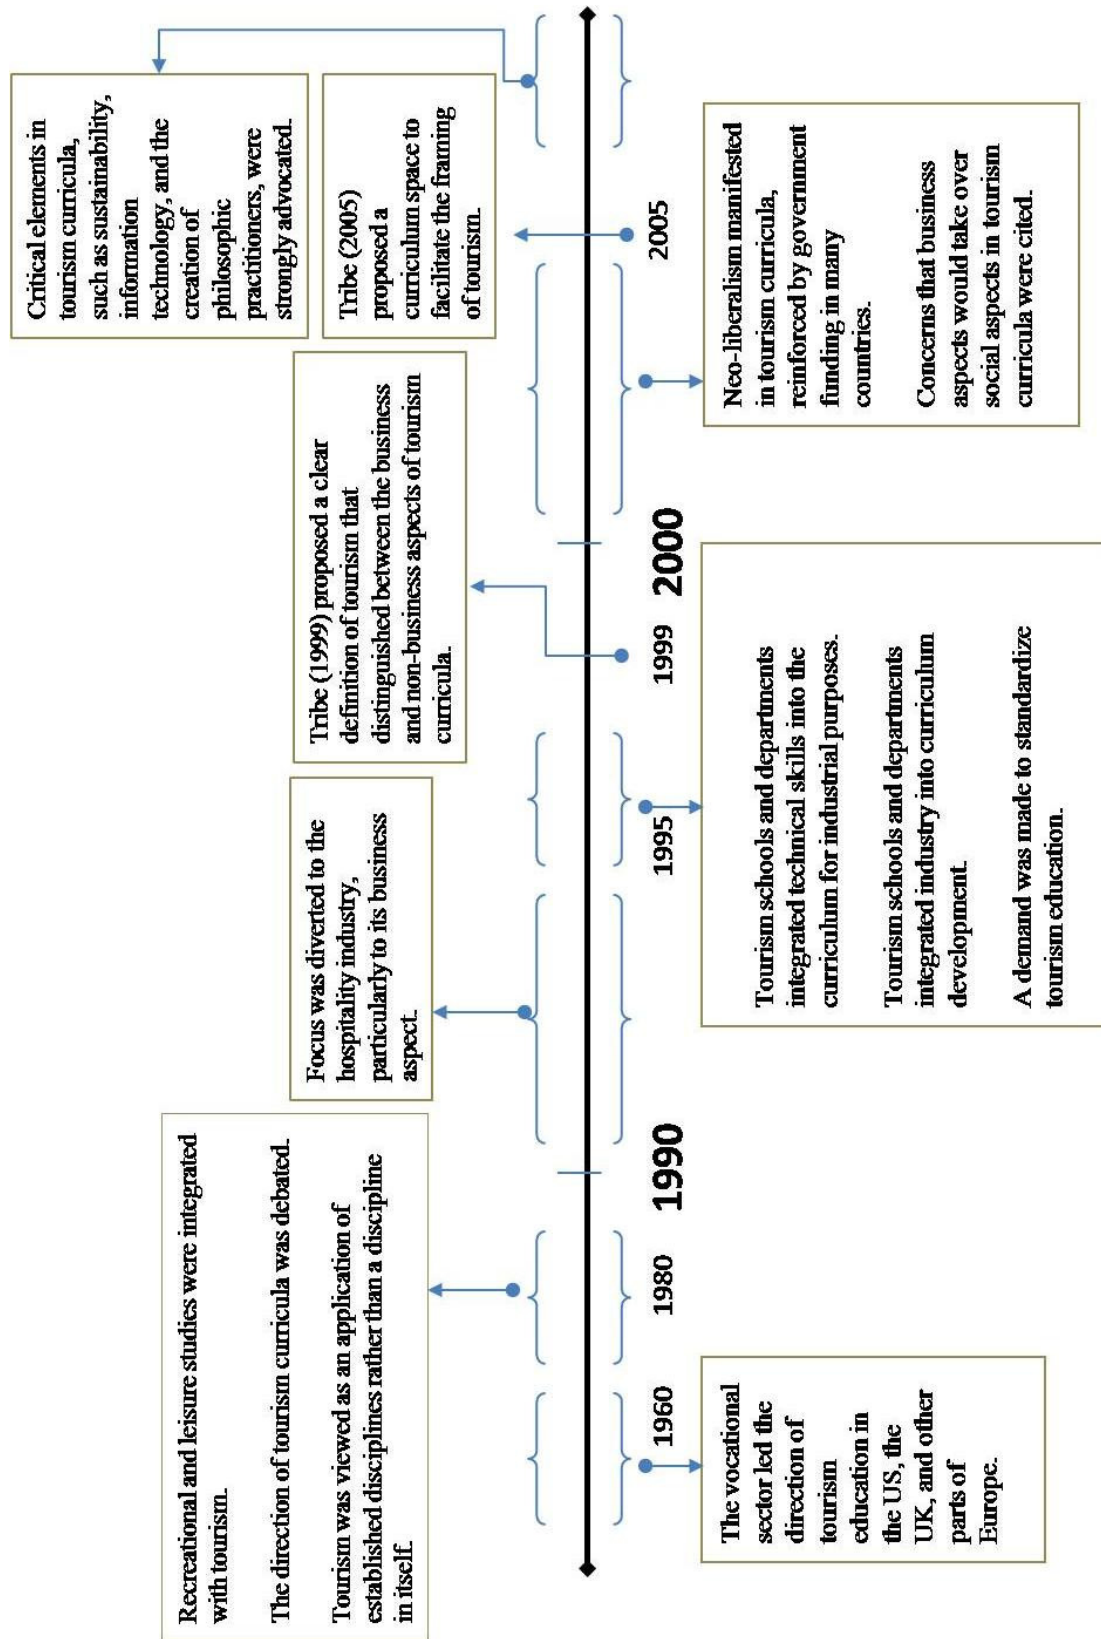 Recreational and leisure studies were integrated
with tourism.
The direction of tourism curricula was debated.
Tourism was viewed as an application of
established disciplines rather than a discipline
in itself.
Focus was diverted to the
hospitality industry,
particularly to its business
aspect.
Tribe (1999) proposed a clear
definition of tourism that
distinguished between the business
and non-business aspects of tourism
curricula.
Critical elements in
tourism curricula,
such as sustainability,
information
technology, and the
creation of
philosophic
practitioners, were
strongly advocated.
Tribe (2005)
proposed a
curriculum space to
facilitate the framing
of tourism.
1960
1980
1990
1995
1999
2000
2005
The vocational
sector led the
direction of
tourism
education in
the US, the
UK, and other
parts of
Europe.
Tourism schools and departments
integrated technical skills into the
curriculum for industrial purposes.
Tourism schools and departments
integrated industry into curriculum
development.
A demand was made to standardize
tourism education.
Neo-liberalism manifested
in tourism curricula,
reinforced by government
funding in many
countries.
Concerns that business
aspects would take over
social aspects in tourism
curricula were cited.